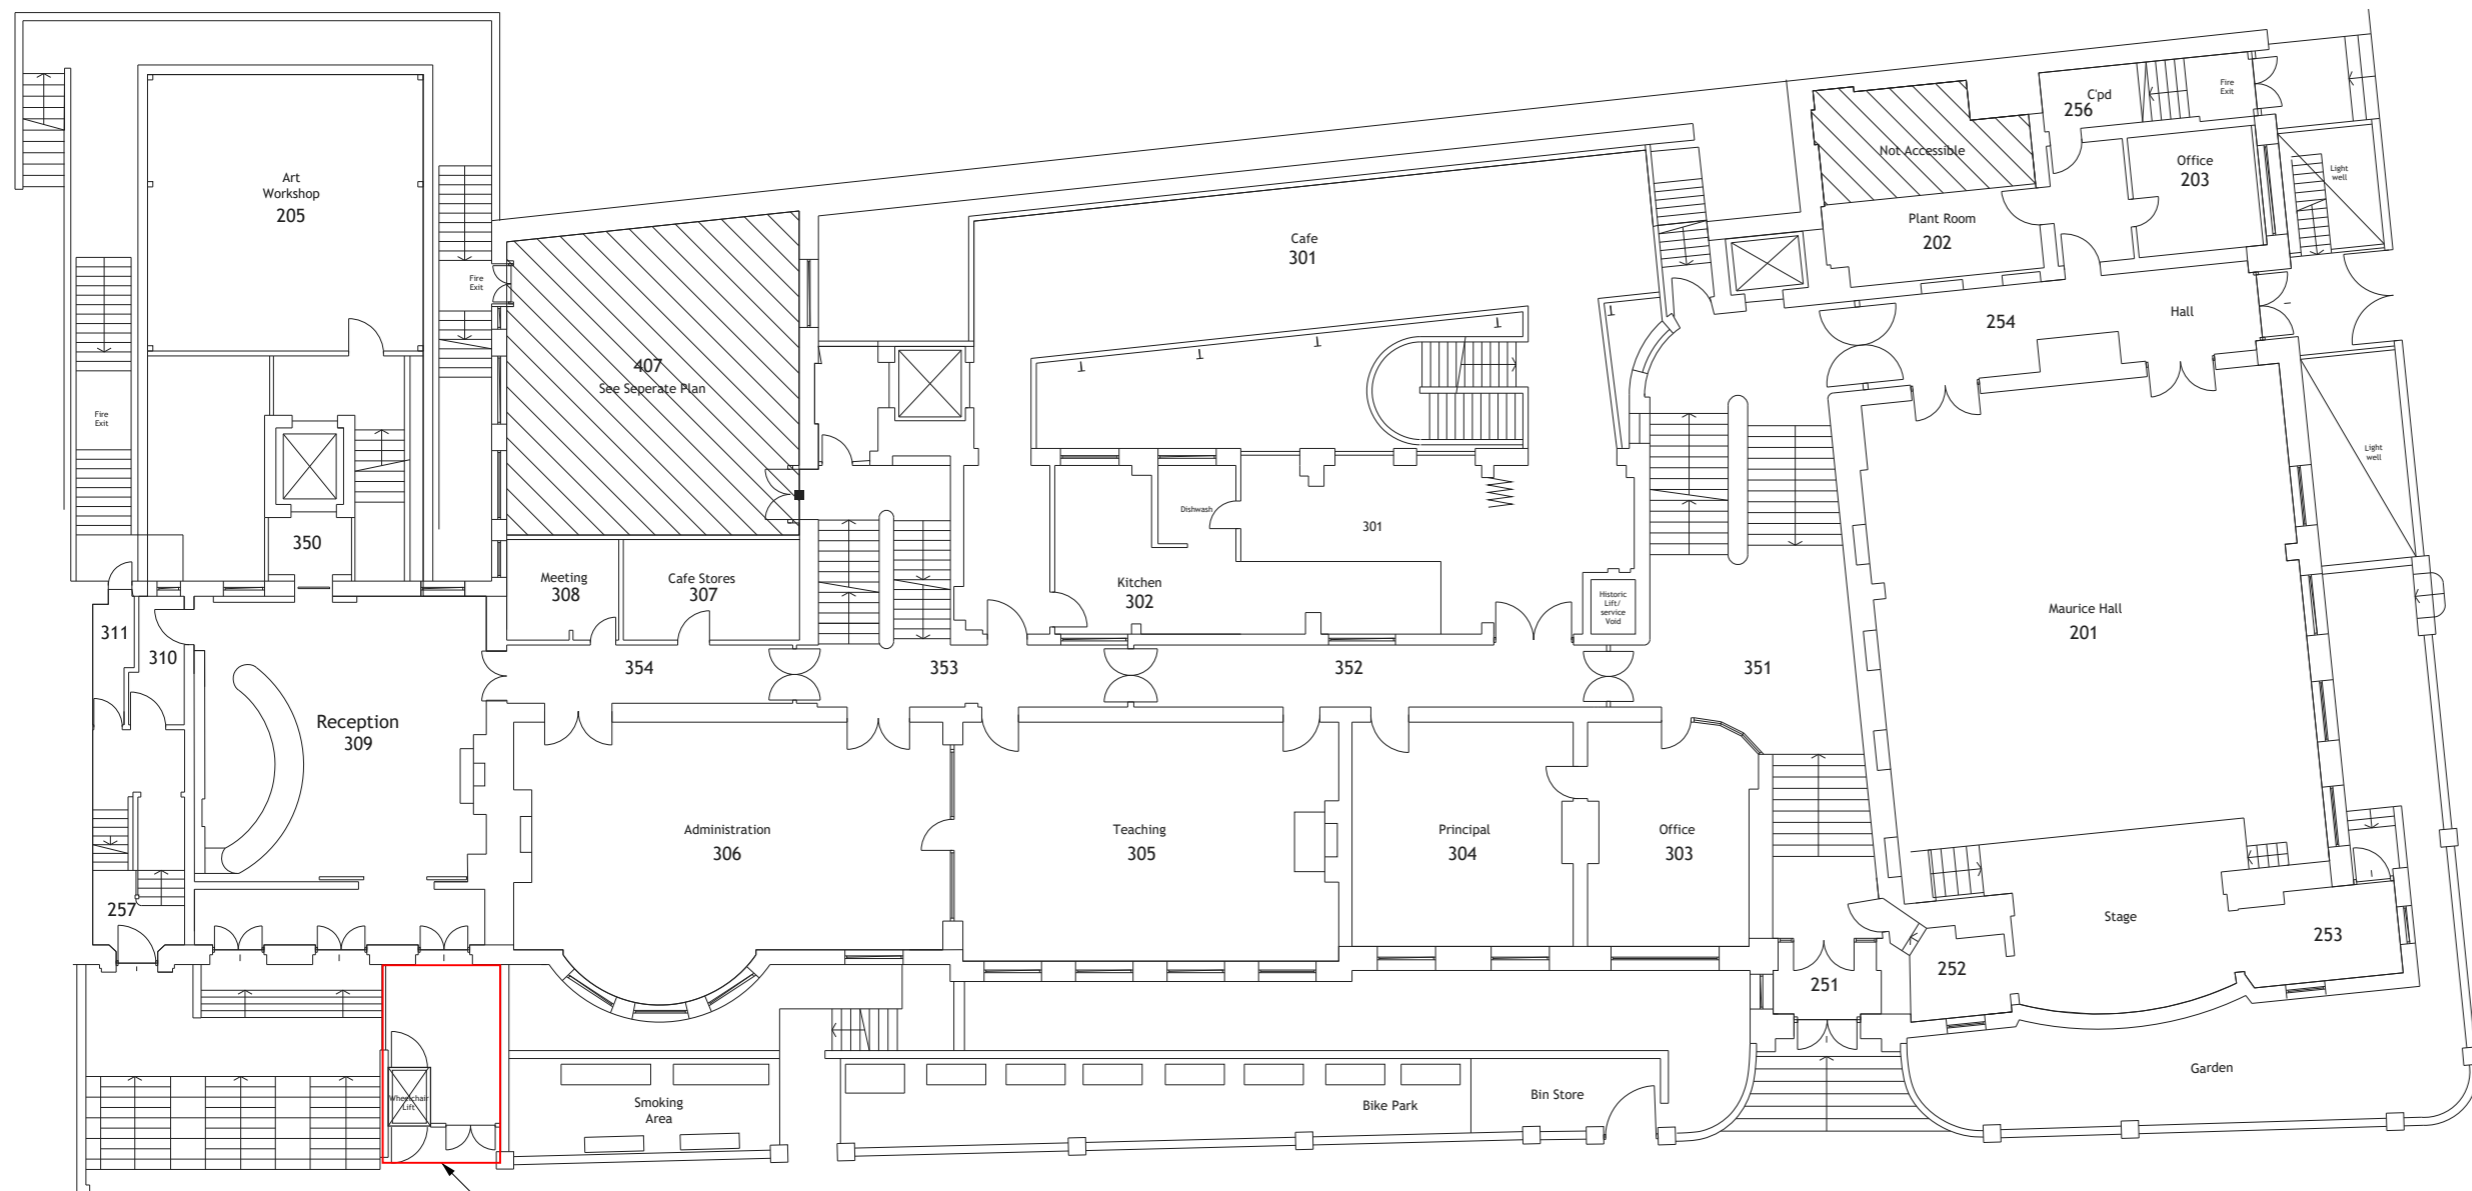 Art
Workshop
205
Fire
Exit
Fire
Exit
350
407
See Seperate Plan
Meeting
308
Cafe Stores
307
Cafe
301
Dishwash
301
Kitchen
302
Historic
Lift/
service
Void
Not Accessible
C'pd
256
Fire
Exit
Office
203
Light
well
Plant Room
202
254
Hall
Light
well
Maurice Hall
201
311
310
Reception
309
354
353
352
351
Administration
306
Teaching
305
Principal
304
Office
303
257
251
252
Stage
253
Wheelchair
Lift
Smoking
Area
Bike Park
Bin Store
Garden